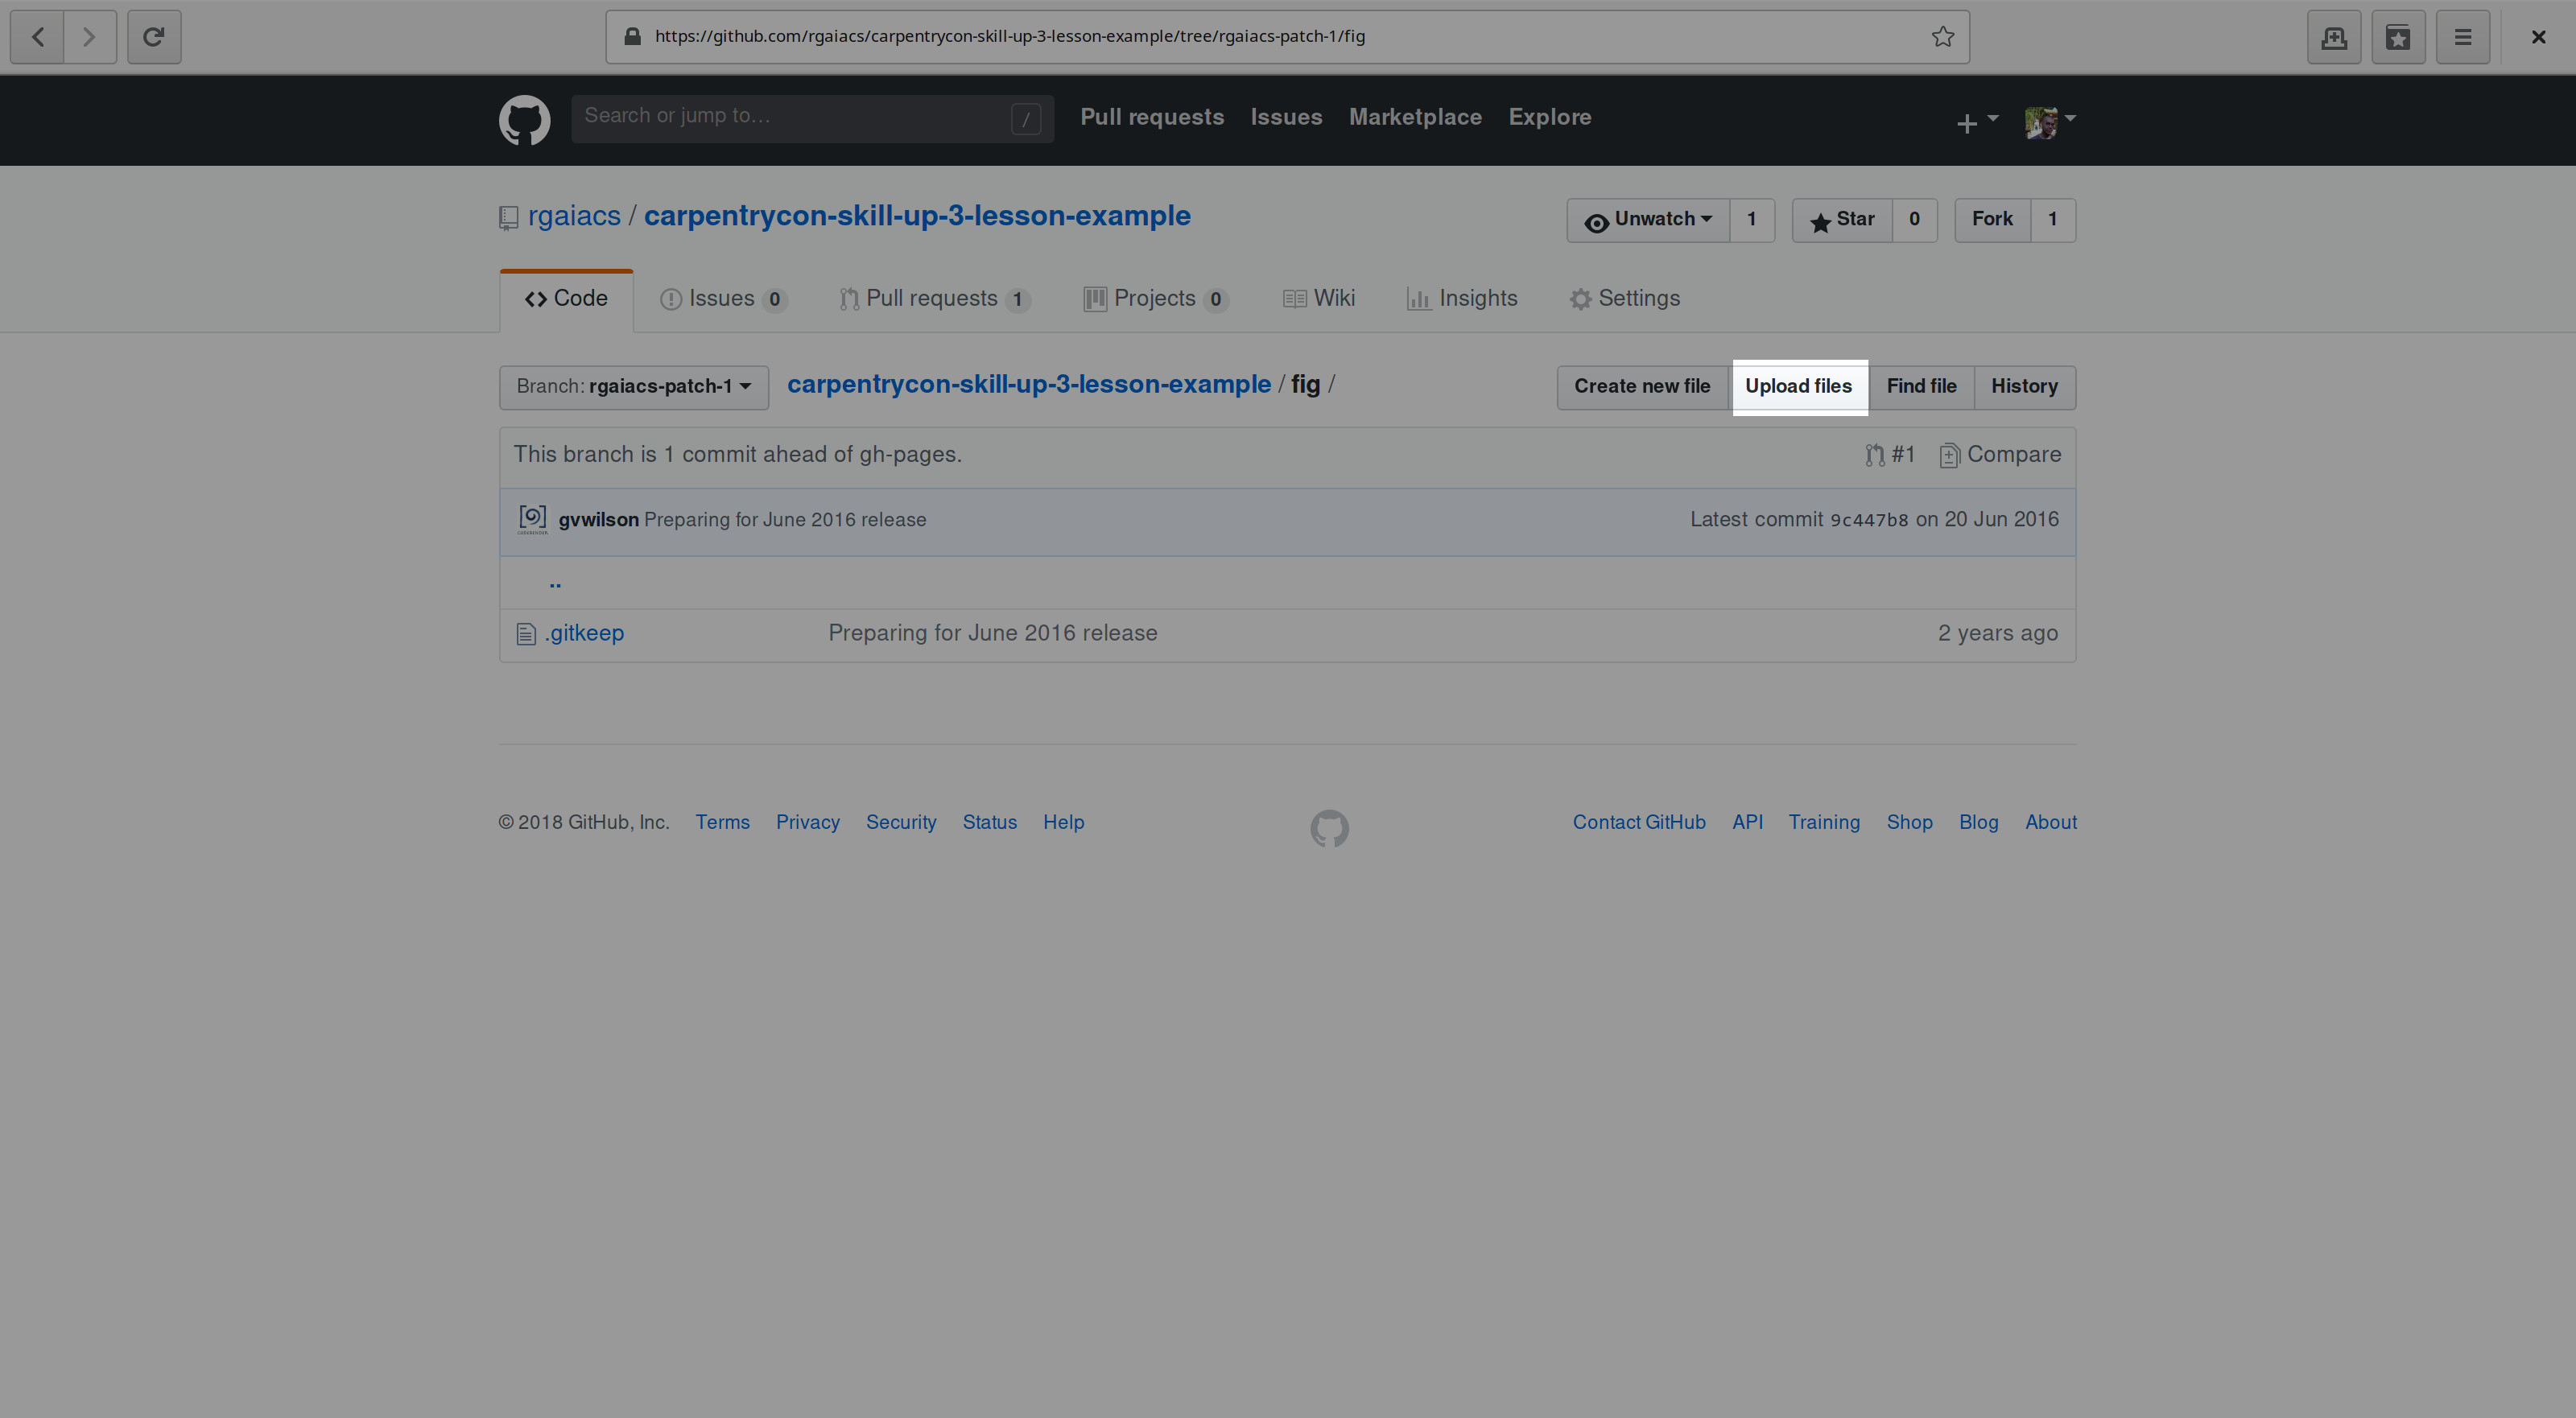 https://github.com/rgaiacs/carpentrycon-skill-up-3-lesson-example/tree/rgaiacs-patch-1/fig
Search or jump to… / Pull requests Issues Marketplace Explore
rgaiacs / carpentrycon-skill-up-3-lesson-example Unwatch 1 Star 0 Fork 1
Code Issues 0 Pull requests 1 Projects 0 Wiki Insights Settings
Branch: rgaiacs-patch-1 carpentrycon-skill-up-3-lesson-example / fig / Create new file Upload files Find file History
This branch is 1 commit ahead of gh-pages. #1 Compare
gvwilson Preparing for June 2016 release Latest commit 9c447b8 on 20 Jun 2016
..
.gitkeep Preparing for June 2016 release 2 years ago
© 2018 GitHub, Inc. Terms Privacy Security Status Help Contact GitHub API Training Shop Blog About